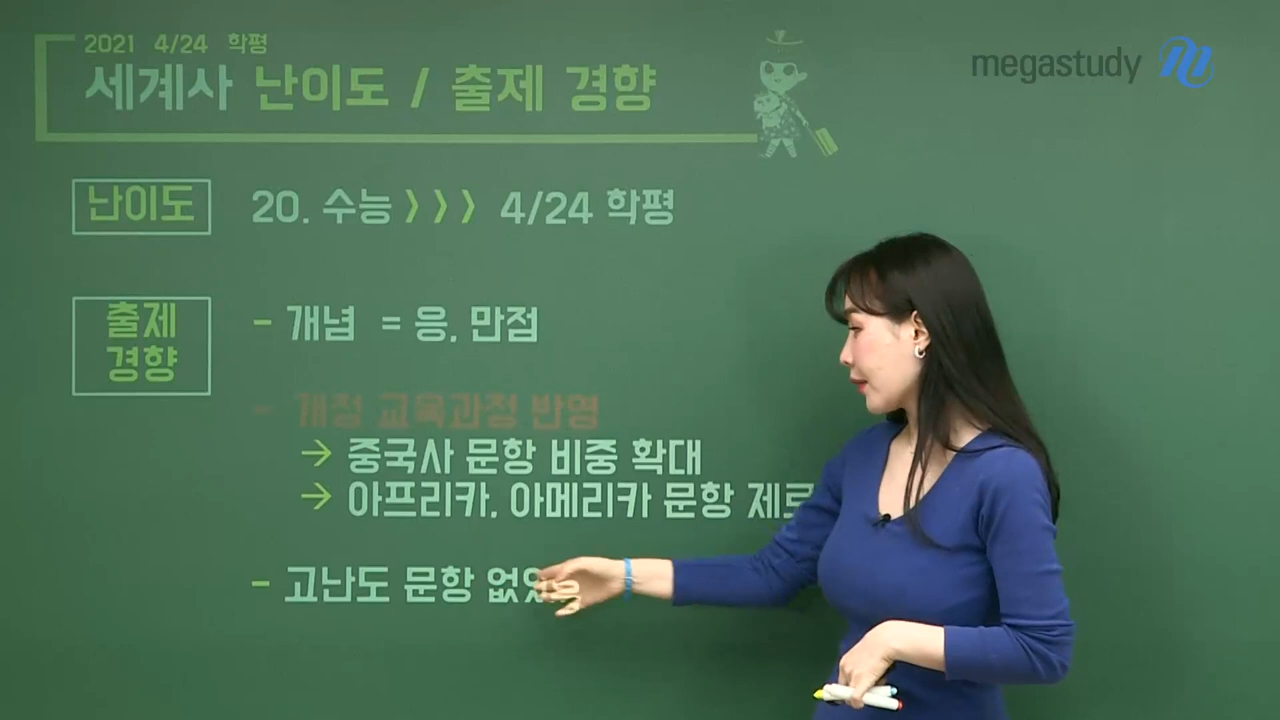 2021 4/24 학평
세계사 난이도 / 출제 경향
megastudy
난이도 20. 수능 〉〉〉 4/24 학평
출제
경향
- 개념 = 응, 만점
- 개정 교육과정 반영
→ 중국사 문항 비중 확대
→ 아프리카, 아메리카 문항 제로
- 고난도 문항